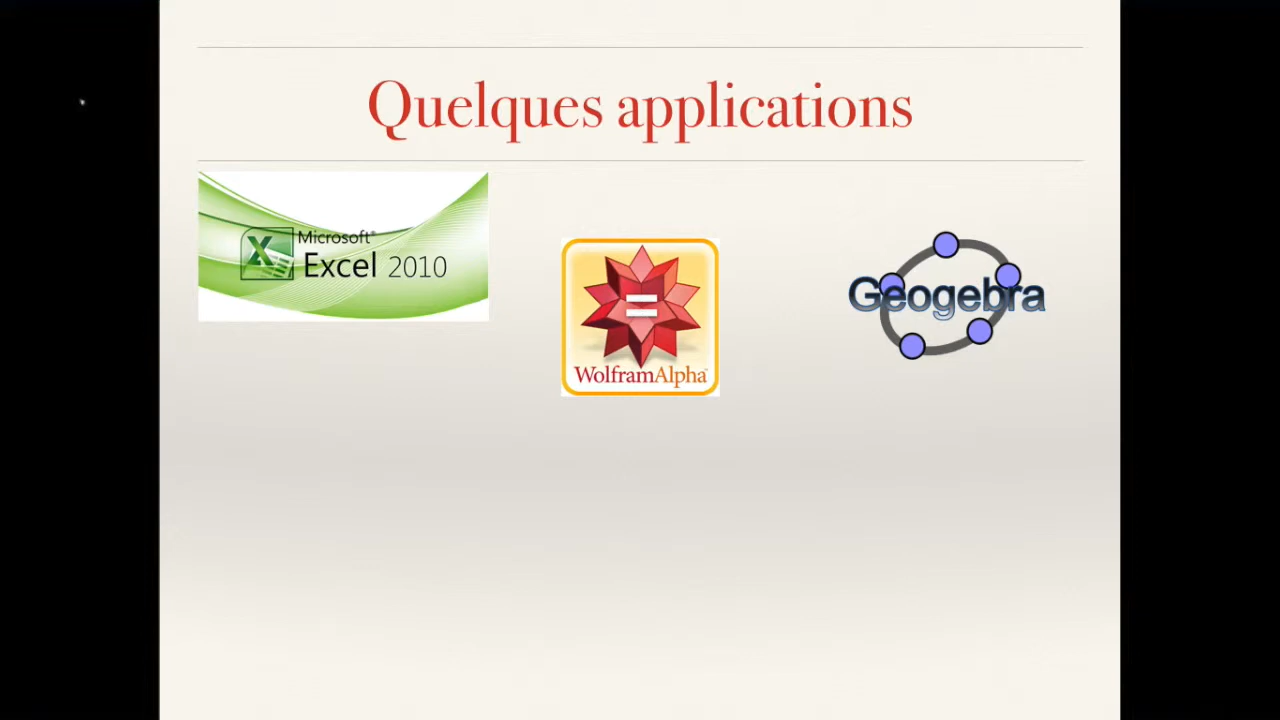 Quelques applications
Microsoft®
Excel 2010
WolframAlpha
Geogebra